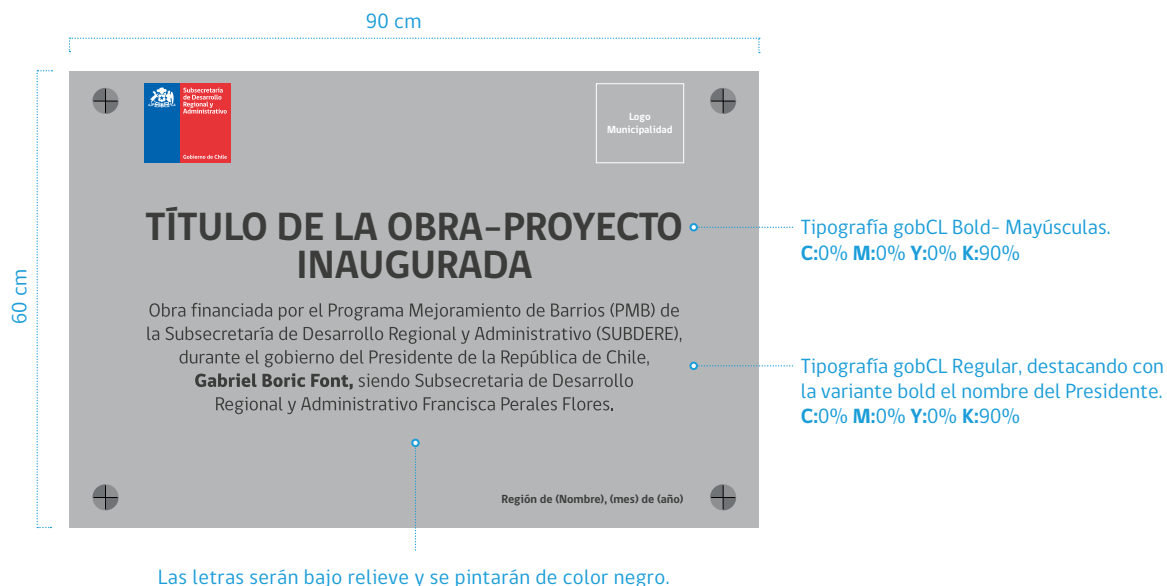 90 cm
60 cm
Subsecretaría
de Desarrollo
Regional y
Administrativo
Gobierno de Chile
Logo
Municipalidad
TÍTULO DE LA OBRA-PROYECTO
INAUGURADA
Obra financiada por el Programa Mejoramiento de Barrios (PMB) de
la Subsecretaría de Desarrollo Regional y Administrativo (SUBDERE),
durante el gobierno del Presidente de la República de Chile,
Gabriel Boric Font, siendo Subsecretaria de Desarrollo
Regional y Administrativo Francisca Perales Flores.
Región de (Nombre), (mes) de (año)
Tipografía gobCL Bold- Mayúsculas.
C:0% M:0% Y:0% K:90%
Tipografía gobCL Regular, destacando con
la variante bold el nombre del Presidente.
C:0% M:0% Y:0% K:90%
Las letras serán bajo relieve y se pintarán de color negro.